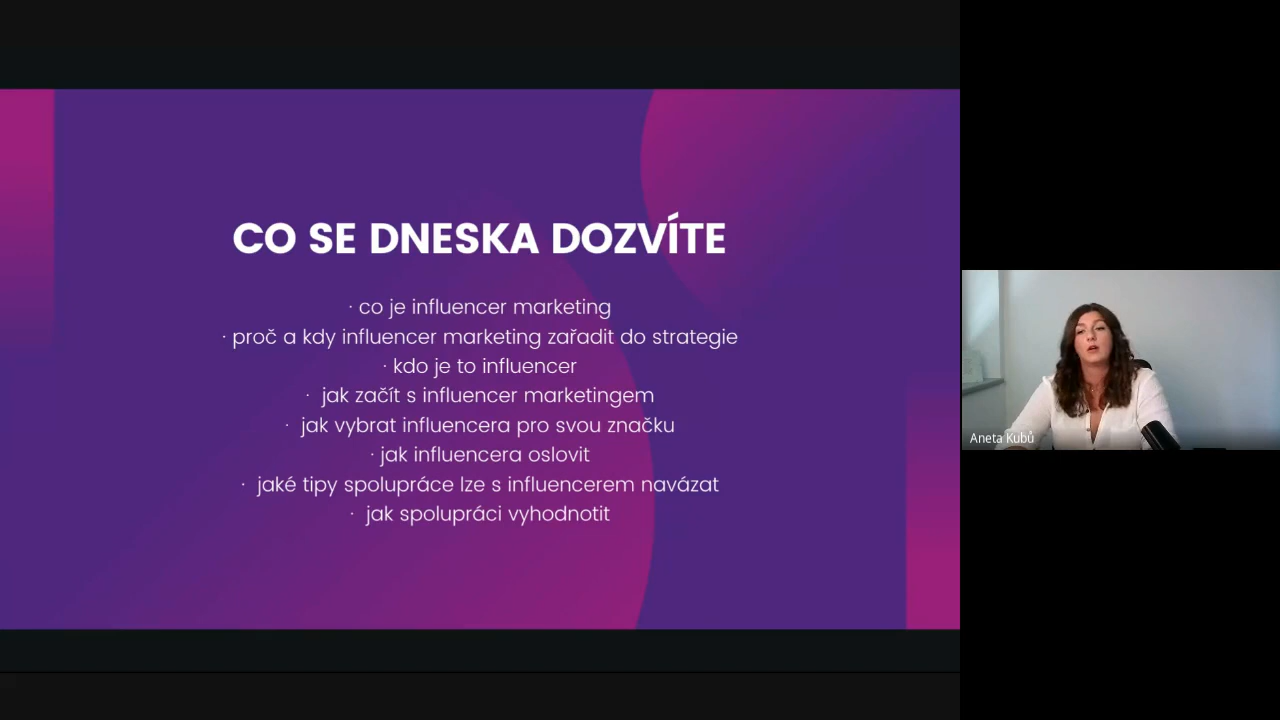 CO SE DNESKA DOZVÍTE
· co je influencer marketing
· proč a kdy influencer marketing zařadit do strategie
· kdo je to influencer
· jak začít s influencer marketingem
· jak vybrat influencera pro svou značku
· jak influencera oslovit
· jaké tipy spolupráce lze s influencerem navázat
· jak spolupráci vyhodnotit
Aneta Kubů